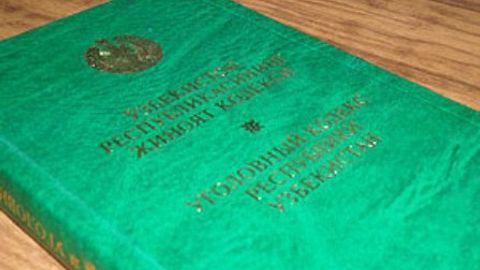 ЎЗБЕКИСТОН
РЕСПУБЛИКАСИНИНГ
ЖИНОЯТ КОДЕКСИ
УГОЛОВНЫЙ КОДЕКС
РЕСПУБЛИКИ
УЗБЕКИСТАН